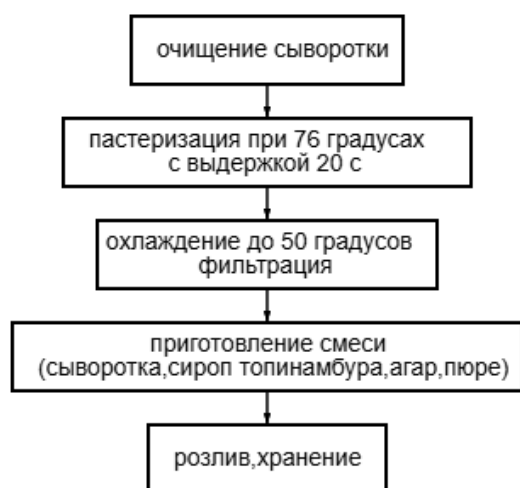 очищение сыворотки
пастеризация при 76 градусах
с выдержкой 20 с
охлаждение до 50 градусов
фильтрация
приготовление смеси
(сыворотка,сироп топинамбура,агар,пюре)
розлив,хранение